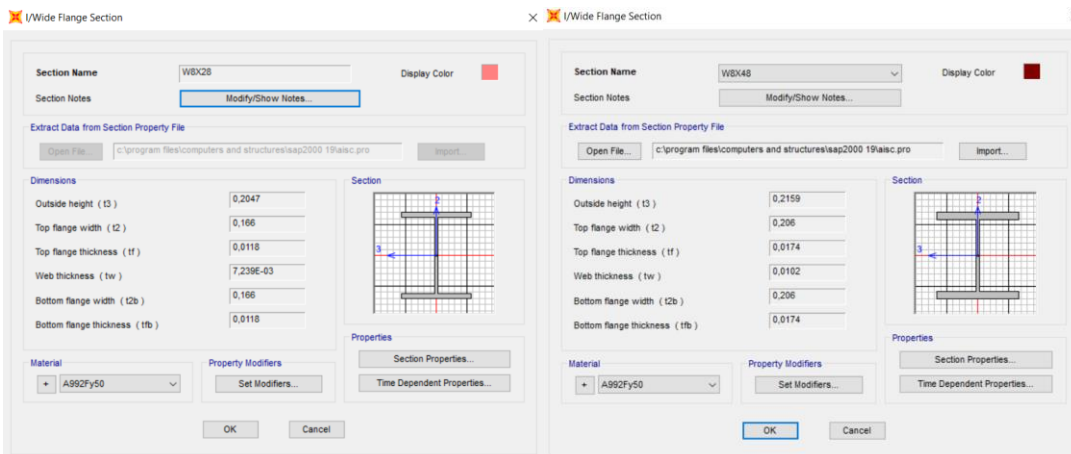 I/Wide Flange Section
Section Name W8X28 Display Color
Section Notes Modify/Show Notes...
Extract Data from Section Property File
Open File... c:\program files\computers and structures\sap2000 19\aisc.pro Import...
Dimensions
Outside height ( t3 ) 0,2047
Top flange width ( t2 ) 0,166
Top flange thickness ( tf ) 0,0118
Web thickness ( tw ) 7,239E-03
Bottom flange width ( t2b ) 0,166
Bottom flange thickness ( tfb ) 0,0118
Section
2
3
Material
+ A992Fy50
Property Modifiers
Set Modifiers...
Properties
Section Properties...
Time Dependent Properties...
OK Cancel
I/Wide Flange Section
Section Name W8X48 Display Color
Section Notes Modify/Show Notes...
Extract Data from Section Property File
Open File... c:\program files\computers and structures\sap2000 19\aisc.pro Import...
Dimensions
Outside height ( t3 ) 0,2159
Top flange width ( t2 ) 0,206
Top flange thickness ( tf ) 0,0174
Web thickness ( tw ) 0,0102
Bottom flange width ( t2b ) 0,206
Bottom flange thickness ( tfb ) 0,0174
Section
2
3
Material
+ A992Fy50
Property Modifiers
Set Modifiers...
Properties
Section Properties...
Time Dependent Properties...
OK Cancel